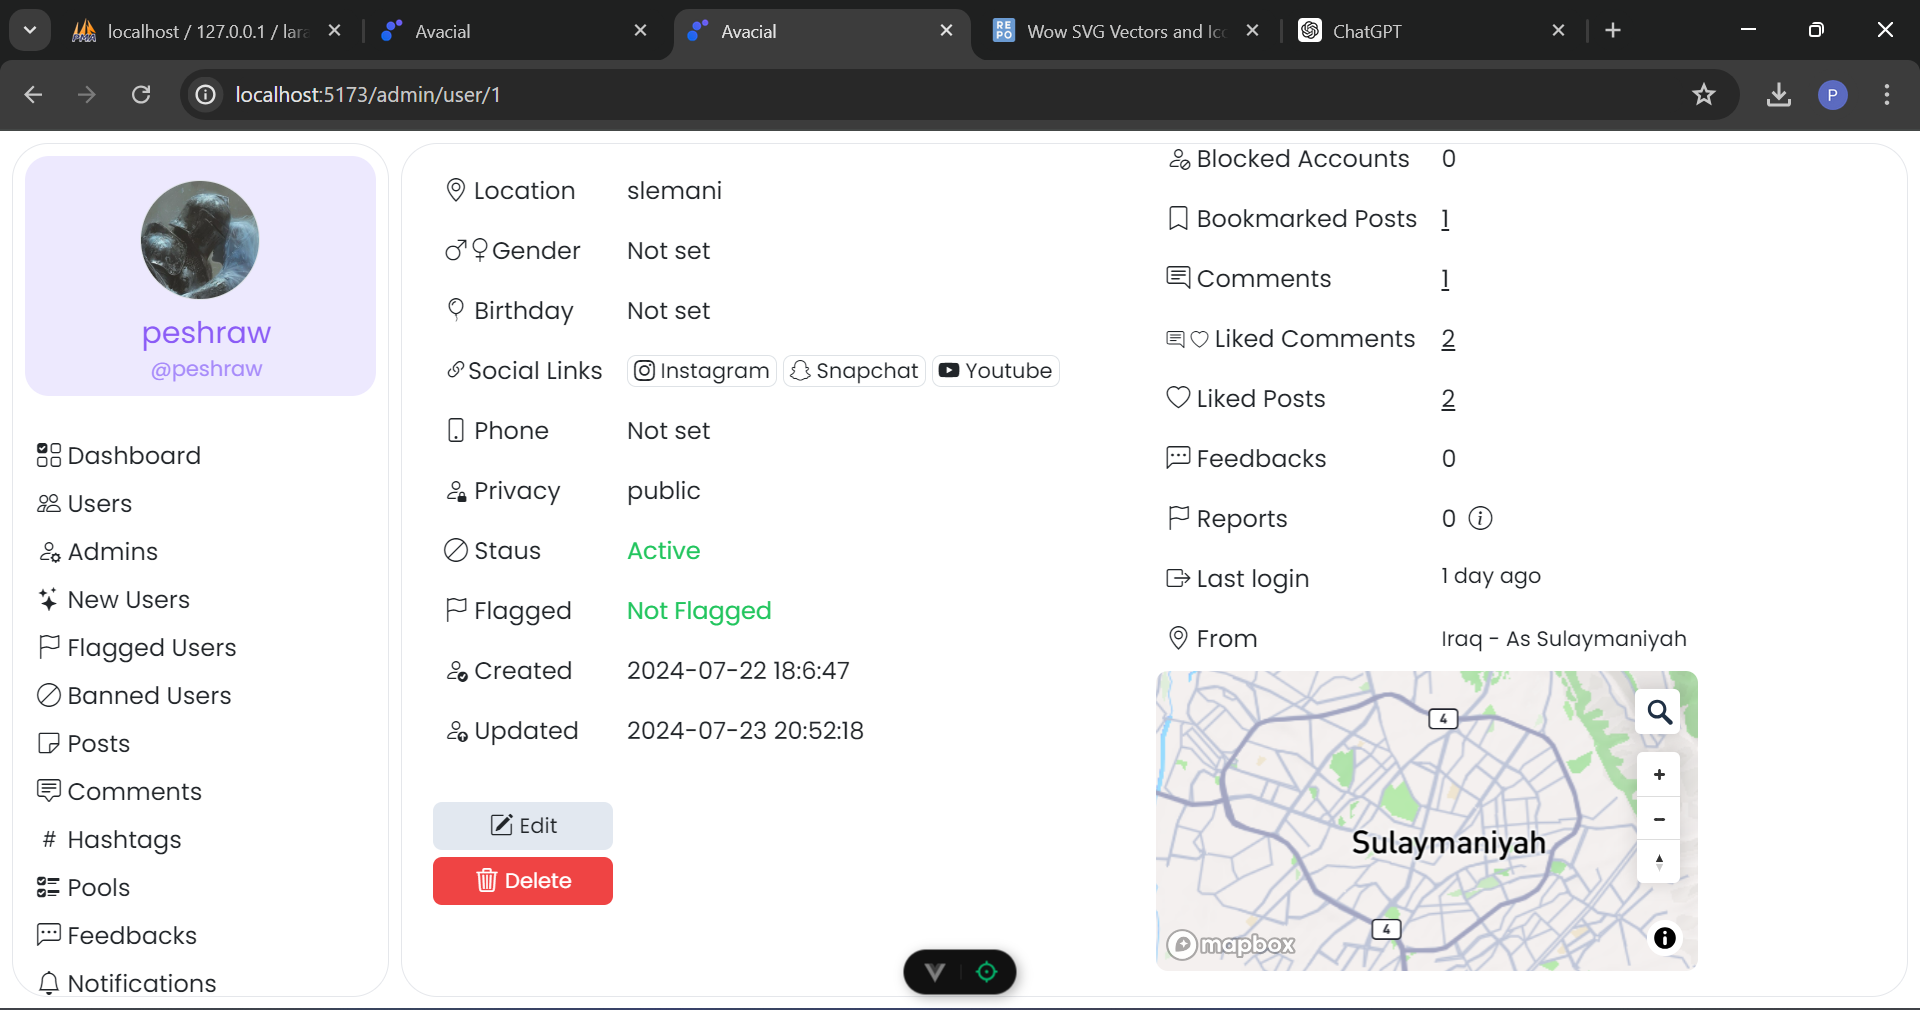 localhost / 127.0.0.1 / lara
Avacial
Avacial
Wow SVG Vectors and Ico
ChatGPT
localhost:5173/admin/user/1
P
peshraw
@peshraw
Dashboard
Users
Admins
New Users
Flagged Users
Banned Users
Posts
Comments
# Hashtags
Pools
Feedbacks
Notifications
Location slemani
Gender Not set
Birthday Not set
Social Links Instagram Snapchat Youtube
Phone Not set
Privacy public
Staus Active
Flagged Not Flagged
Created 2024-07-22 18:6:47
Updated 2024-07-23 20:52:18
Edit
Delete
Blocked Accounts 0
Bookmarked Posts 1
Comments 1
Liked Comments 2
Liked Posts 2
Feedbacks 0
Reports 0
Last login 1 day ago
From Iraq - As Sulaymaniyah
4
Sulaymaniyah
4
mapbox